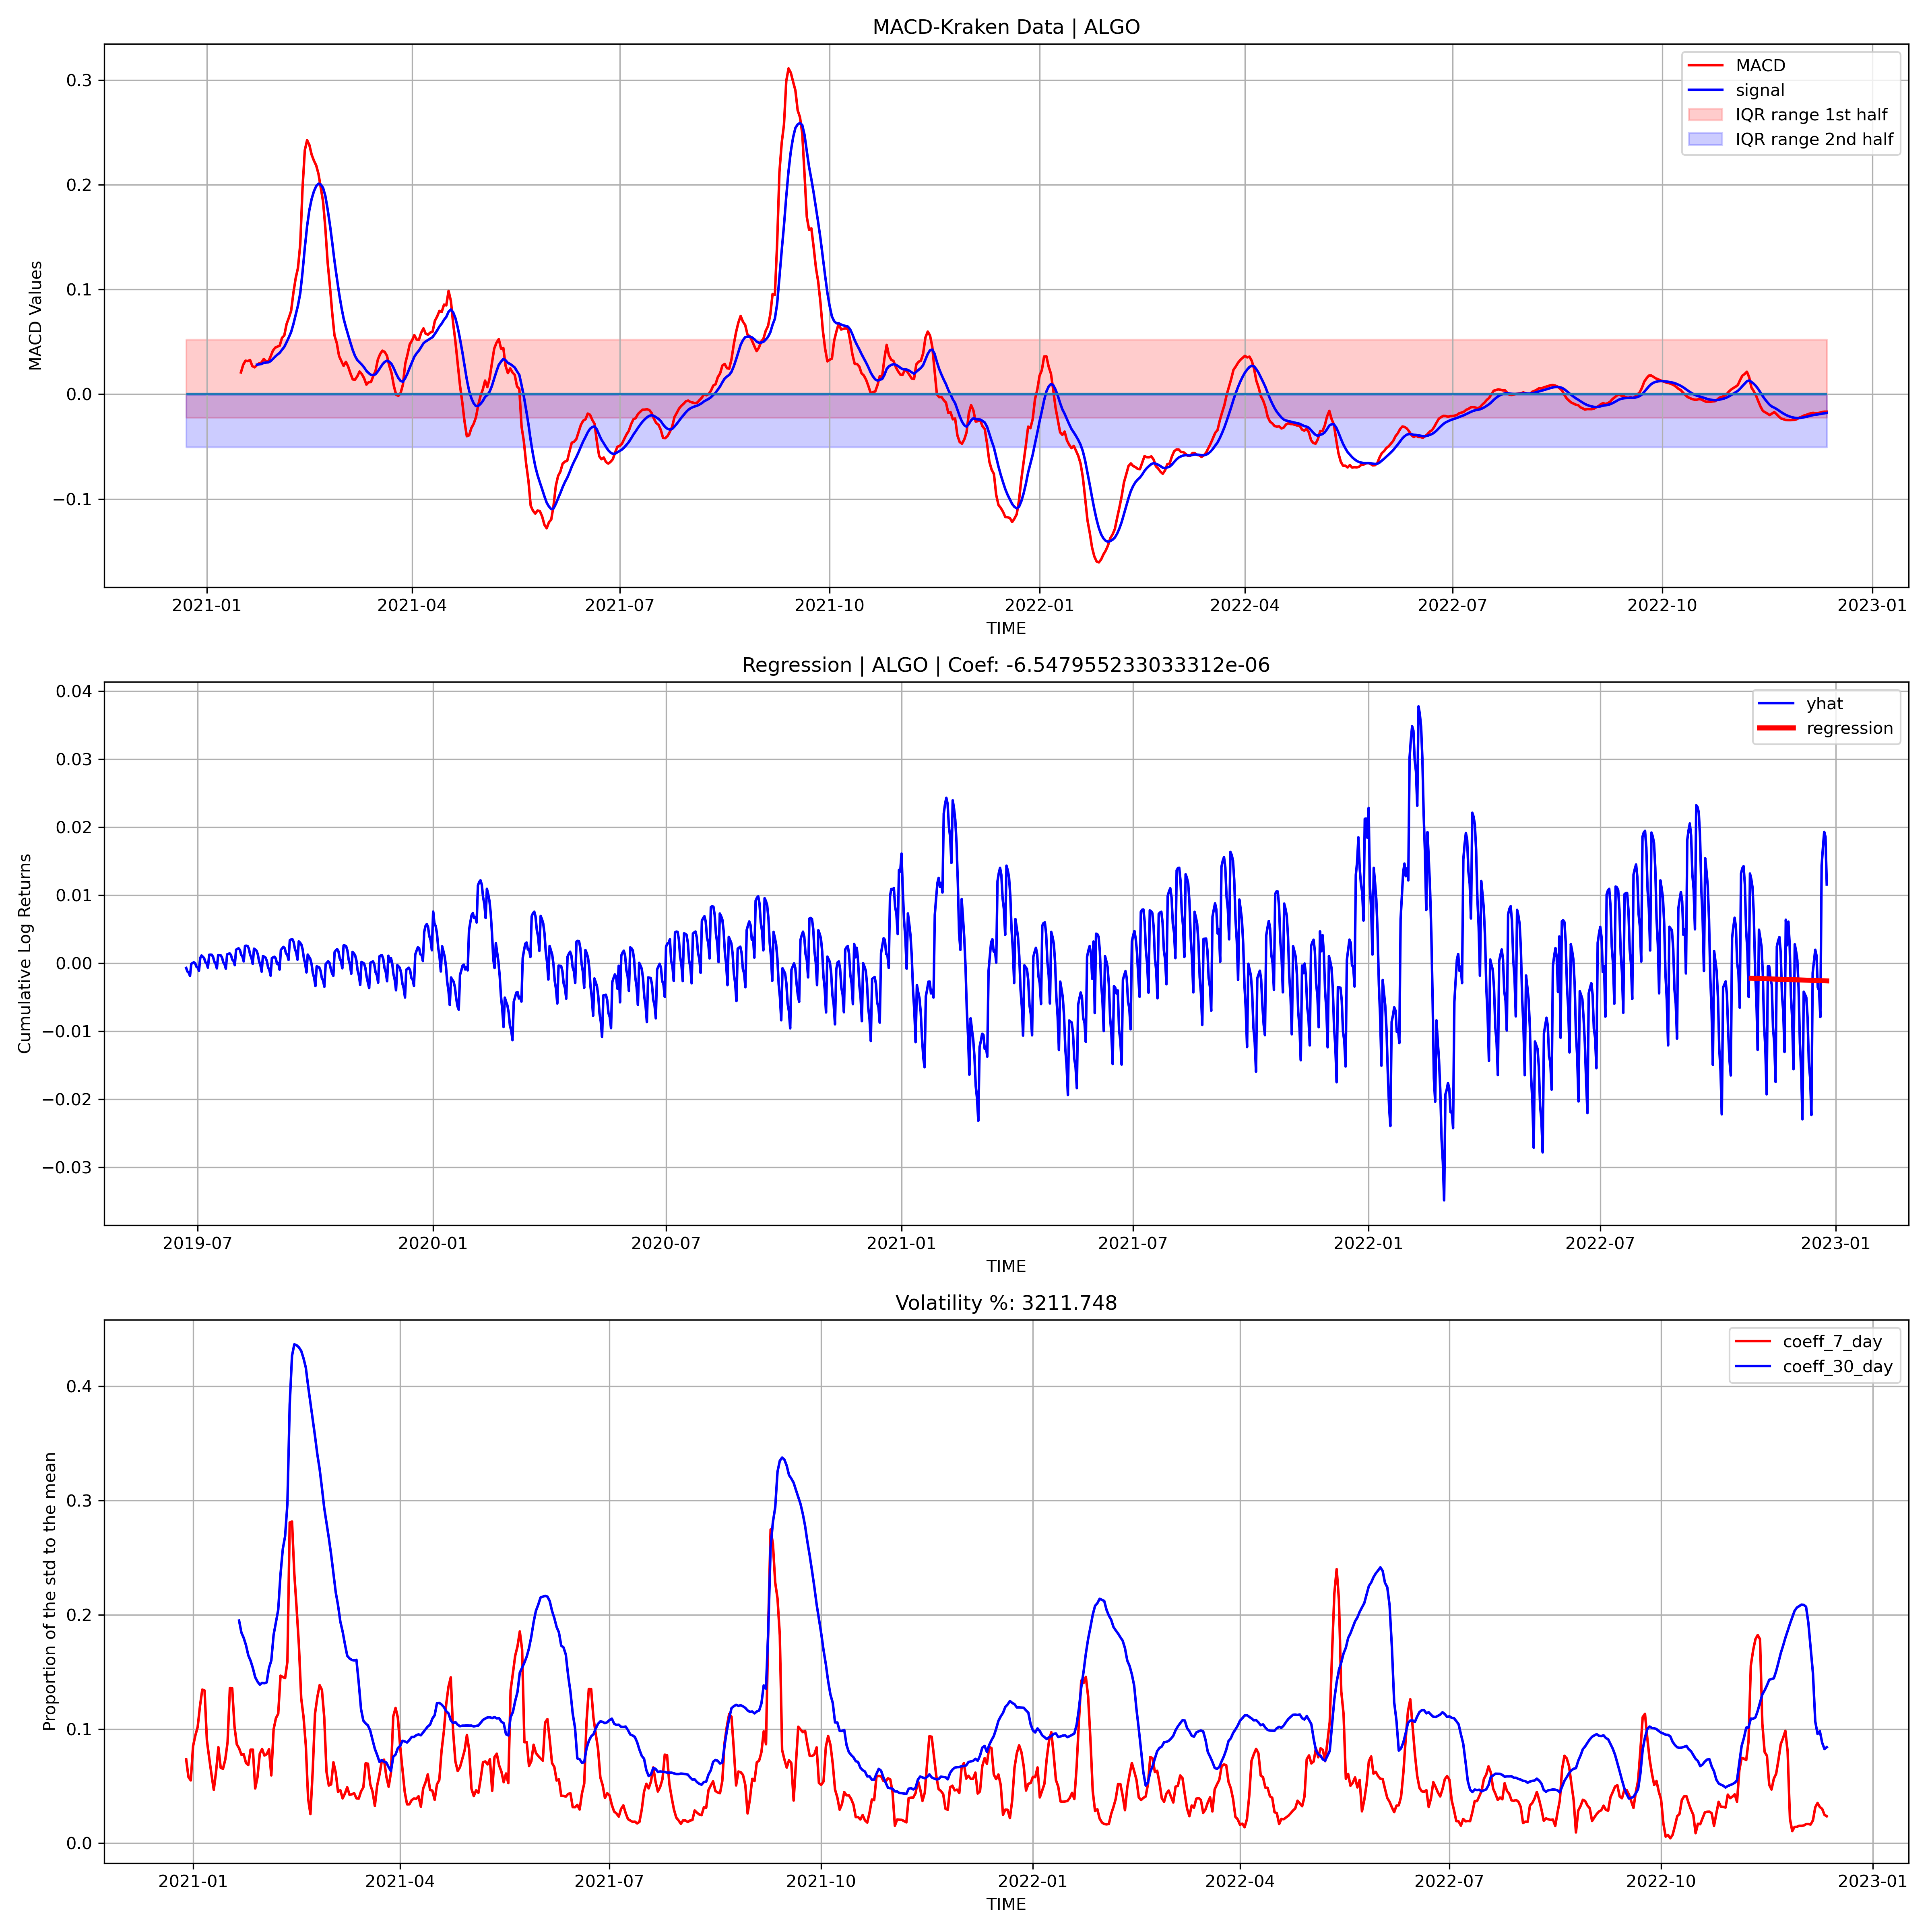 MACD-Kraken Data | ALGO
MACD
signal
IQR range 1st half
IQR range 2nd half
0.3
0.2
0.1
0.0
−0.1
MACD Values
2021-01 2021-04 2021-07 2021-10 2022-01 2022-04 2022-07 2022-10 2023-01
TIME
Regression | ALGO | Coef: -6.547955233033312e-06
yhat
regression
0.04
0.03
0.02
0.01
0.00
−0.01
−0.02
−0.03
Cumulative Log Returns
2019-07 2020-01 2020-07 2021-01 2021-07 2022-01 2022-07 2023-01
TIME
Volatility %: 3211.748
coeff_7_day
coeff_30_day
0.4
0.3
0.2
0.1
0.0
Proportion of the std to the mean
2021-01 2021-04 2021-07 2021-10 2022-01 2022-04 2022-07 2022-10 2023-01
TIME